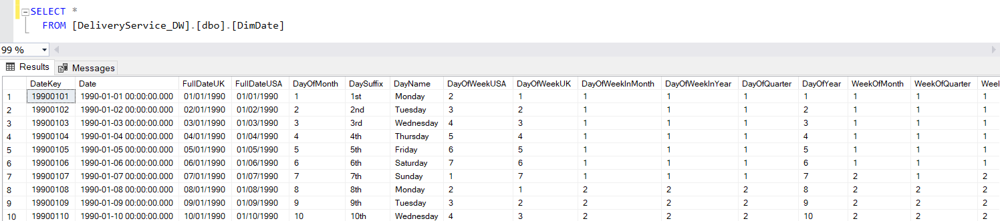 SELECT *
FROM [DeliveryService_DW].[dbo].[DimDate]
99 %
Results Messages
DateKey Date FullDateUK FullDateUSA DayOfMonth DaySuffix DayName DayOfWeekUSA DayOfWeekUK DayOfWeekInMonth DayOfWeekInYear DayOfQuarter DayOfYear WeekOfMonth WeekOfQuarter Week
1 19900101 1990-01-01 00:00:00.000 01/01/1990 01/01/1990 1 1st Monday 2 1 1 1 1 1 1 1 1
2 19900102 1990-01-02 00:00:00.000 02/01/1990 01/02/1990 2 2nd Tuesday 3 2 1 1 1 2 1 1 1
3 19900103 1990-01-03 00:00:00.000 03/01/1990 01/03/1990 3 3rd Wednesday 4 3 1 1 1 3 1 1 1
4 19900104 1990-01-04 00:00:00.000 04/01/1990 01/04/1990 4 4th Thursday 5 4 1 1 1 4 1 1 1
5 19900105 1990-01-05 00:00:00.000 05/01/1990 01/05/1990 5 5th Friday 6 5 1 1 1 5 1 1 1
6 19900106 1990-01-06 00:00:00.000 06/01/1990 01/06/1990 6 6th Saturday 7 6 1 1 1 6 1 1 1
7 19900107 1990-01-07 00:00:00.000 07/01/1990 01/07/1990 7 7th Sunday 1 7 1 1 1 7 2 1 2
8 19900108 1990-01-08 00:00:00.000 08/01/1990 01/08/1990 8 8th Monday 2 1 2 2 2 8 2 2 2
9 19900109 1990-01-09 00:00:00.000 09/01/1990 01/09/1990 9 9th Tuesday 3 2 2 2 2 9 2 2 2
10 19900110 1990-01-10 00:00:00.000 10/01/1990 01/10/1990 10 10th Wednesday 4 3 2 2 2 10 2 2 2